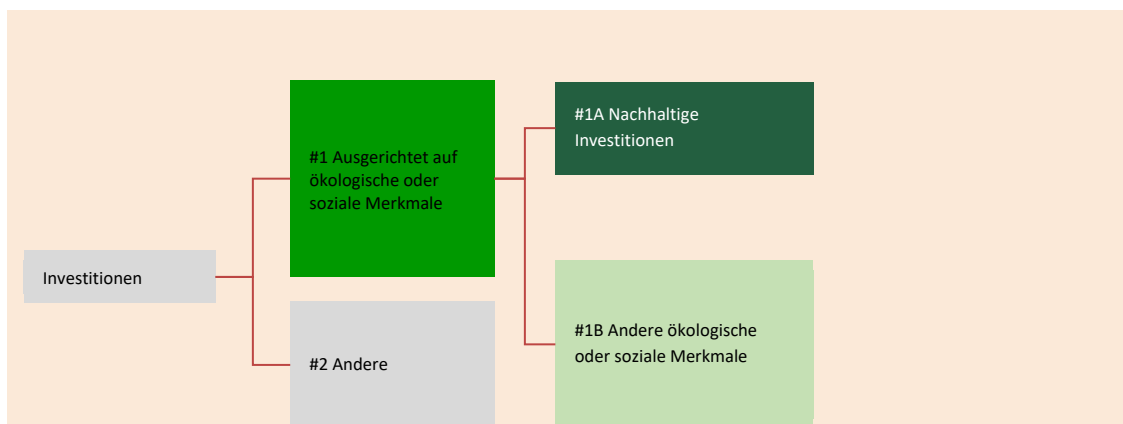 Investitionen
#1 Ausgerichtet auf
ökologische oder
soziale Merkmale
#2 Andere
#1A Nachhaltige
Investitionen
#1B Andere ökologische
oder soziale Merkmale